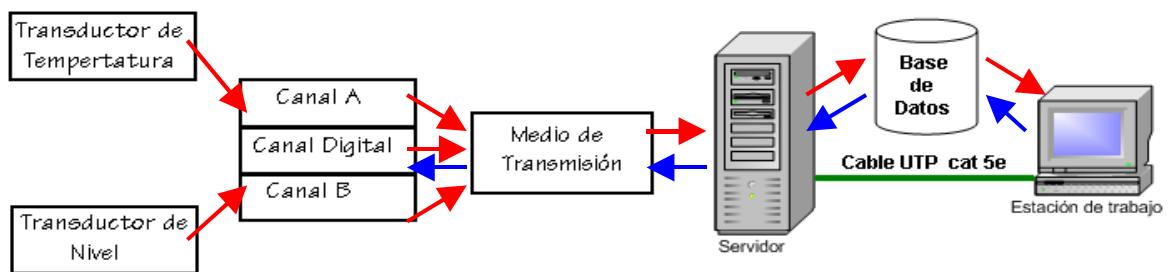 Transductor de
Tempertatura
Canal A
Canal Digital
Canal B
Transductor de
Nivel
Medio de
Transmisión
Servidor
Base
de
Datos
Cable UTP cat 5e
Estación de trabajo